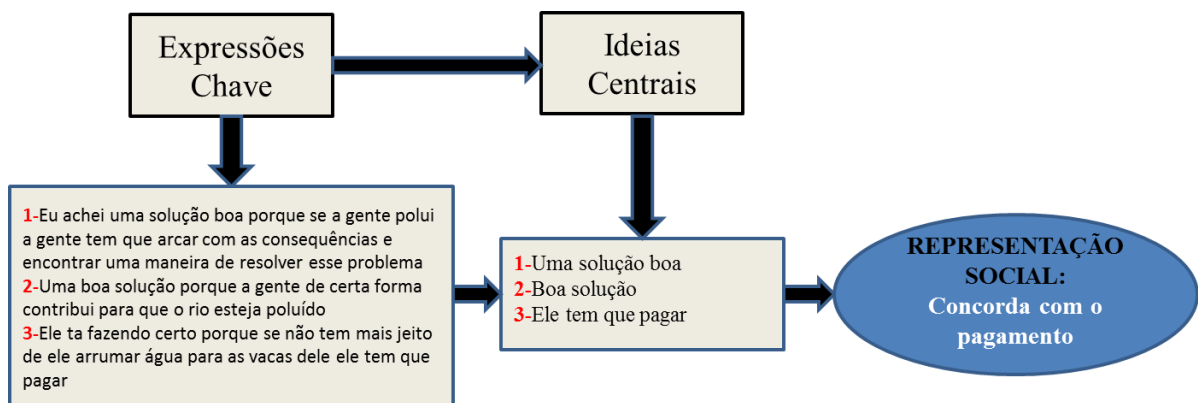 Expressões
Chave
Ideias
Centrais
1-Eu achei uma solução boa porque se a gente polui
a gente tem que arcar com as consequências e
encontrar uma maneira de resolver esse problema
2-Uma boa solução porque a gente de certa forma
contribui para que o rio esteja poluído
3-Ele ta fazendo certo porque se não tem mais jeito
de ele arrumar água para as vacas dele ele tem que
pagar
1-Uma solução boa
2-Boa solução
3-Ele tem que pagar
REPRESENTAÇÃO
SOCIAL:
Concorda com o
pagamento